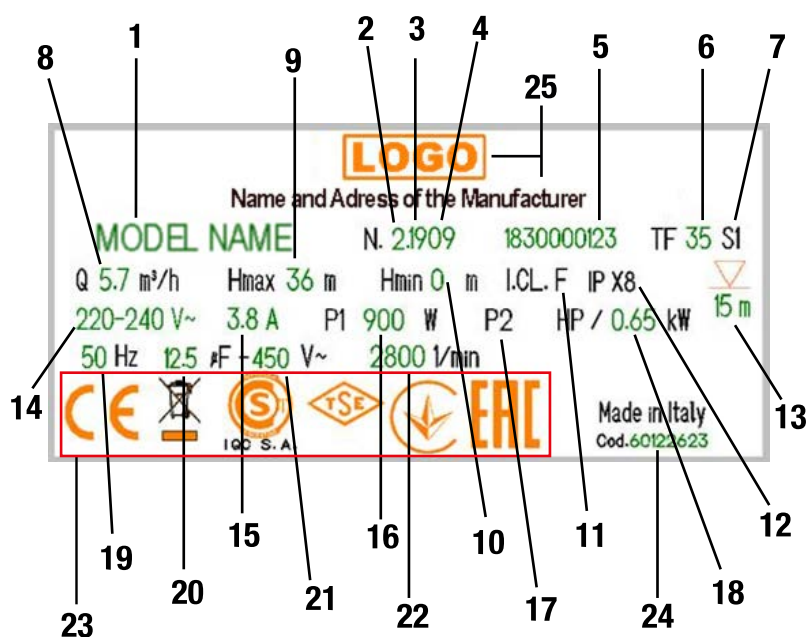 1 2 3 4 5 6 7
8 9 25
LOGO
Name and Adress of the Manufacturer
MODEL NAME N. 2.1909 1830000123 TF 35 S1
Q 5.7 m³/h Hmax 36 m Hmin 0 m I.CL. F IP X8
220-240 V~ 3.8 A P1 900 W P2 HP / 0.65 kW 15 m
50 Hz 12.5 µF - 450 V~ 2800 1/min
CE S TSE EAC
IQC S.A. Made in Italy
Cod.60122623
14 13
19 20 15 21 16 10 11 12
23 22 17 24 18